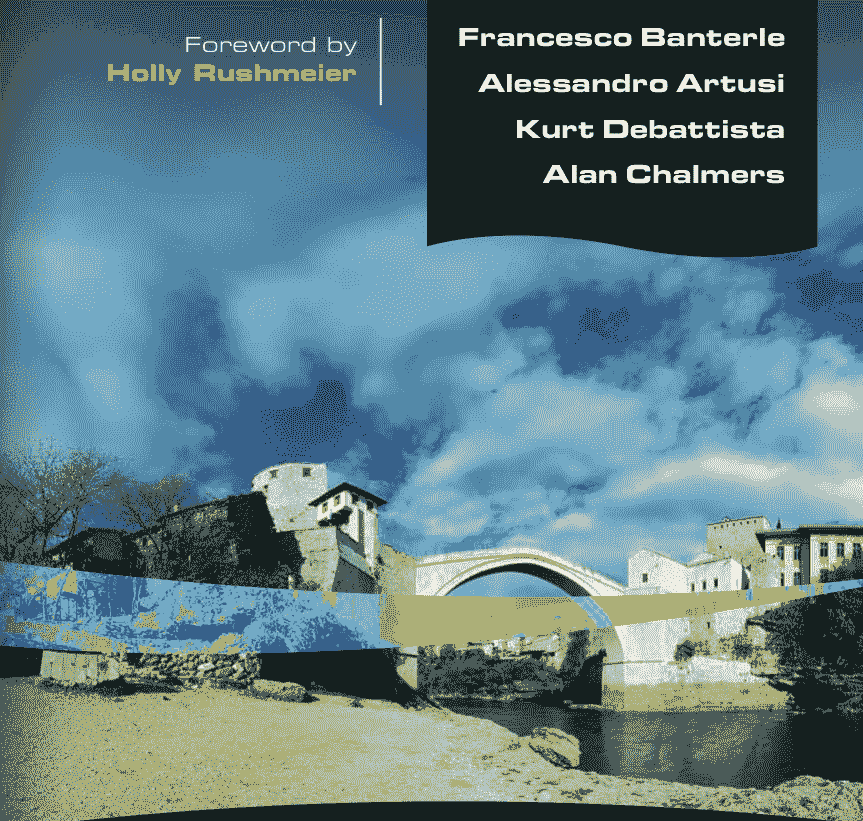 Foreword by
Holly Rushmeier
Francesco Banterle
Alessandro Artusi
Kurt Debattista
Alan Chalmers